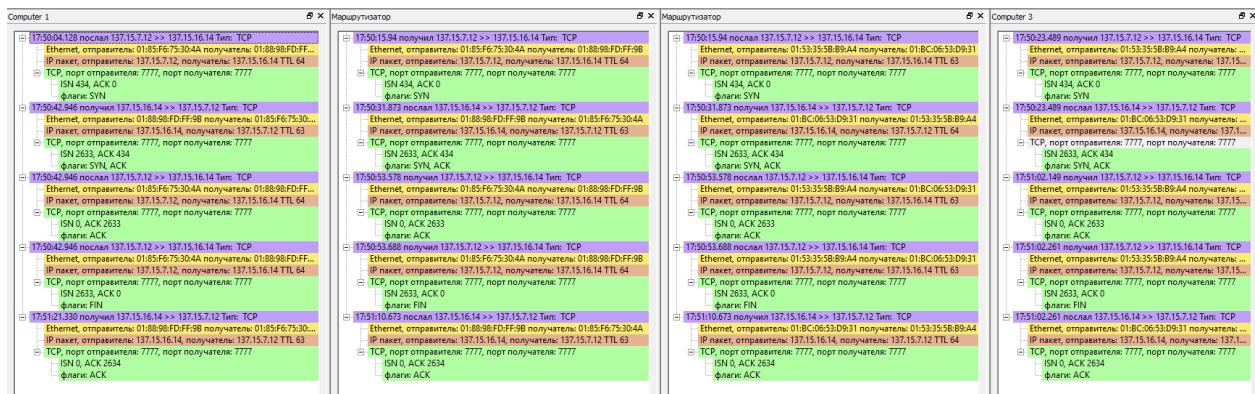 Computer 1
17:50:04.128 послал 137.15.7.12 >> 137.15.16.14 Тип: TCP
Ethernet, отправитель: 01:85:F6:75:30:4A получатель: 01:88:98:FD:FF...
IP пакет, отправитель: 137.15.7.12, получатель: 137.15.16.14 TTL 64
TCP, порт отправителя: 7777, порт получателя: 7777
ISN 434, ACK 0
флаги: SYN
17:50:42.946 получил 137.15.16.14 >> 137.15.7.12 Тип: TCP
Ethernet, отправитель: 01:88:98:FD:FF:9B получатель: 01:85:F6:75:30:...
IP пакет, отправитель: 137.15.16.14, получатель: 137.15.7.12 TTL 63
TCP, порт отправителя: 7777, порт получателя: 7777
ISN 2633, ACK 434
флаги: SYN, ACK
17:50:42.946 послал 137.15.7.12 >> 137.15.16.14 Тип: TCP
Ethernet, отправитель: 01:85:F6:75:30:4A получатель: 01:88:98:FD:FF...
IP пакет, отправитель: 137.15.7.12, получатель: 137.15.16.14 TTL 64
TCP, порт отправителя: 7777, порт получателя: 7777
ISN 0, ACK 2633
флаги: ACK
17:50:42.946 послал 137.15.7.12 >> 137.15.16.14 Тип: TCP
Ethernet, отправитель: 01:85:F6:75:30:4A получатель: 01:88:98:FD:FF...
IP пакет, отправитель: 137.15.7.12, получатель: 137.15.16.14 TTL 64
TCP, порт отправителя: 7777, порт получателя: 7777
ISN 2633, ACK 0
флаги: FIN
17:51:21.330 получил 137.15.16.14 >> 137.15.7.12 Тип: TCP
Ethernet, отправитель: 01:88:98:FD:FF:9B получатель: 01:85:F6:75:30:...
IP пакет, отправитель: 137.15.16.14, получатель: 137.15.7.12 TTL 63
TCP, порт отправителя: 7777, порт получателя: 7777
ISN 0, ACK 2634
флаги: ACK
Маршрутизатор
17:50:15.94 получил 137.15.7.12 >> 137.15.16.14 Тип: TCP
Ethernet, отправитель: 01:85:F6:75:30:4A получатель: 01:88:98:FD:FF:9B
IP пакет, отправитель: 137.15.7.12, получатель: 137.15.16.14 TTL 64
TCP, порт отправителя: 7777, порт получателя: 7777
ISN 434, ACK 0
флаги: SYN
17:50:31.873 послал 137.15.16.14 >> 137.15.7.12 Тип: TCP
Ethernet, отправитель: 01:88:98:FD:FF:9B получатель: 01:85:F6:75:30:4A
IP пакет, отправитель: 137.15.16.14, получатель: 137.15.7.12 TTL 63
TCP, порт отправителя: 7777, порт получателя: 7777
ISN 2633, ACK 434
флаги: SYN, ACK
17:50:53.578 получил 137.15.7.12 >> 137.15.16.14 Тип: TCP
Ethernet, отправитель: 01:85:F6:75:30:4A получатель: 01:88:98:FD:FF:9B
IP пакет, отправитель: 137.15.7.12, получатель: 137.15.16.14 TTL 64
TCP, порт отправителя: 7777, порт получателя: 7777
ISN 0, ACK 2633
флаги: ACK
17:50:53.688 получил 137.15.7.12 >> 137.15.16.14 Тип: TCP
Ethernet, отправитель: 01:85:F6:75:30:4A получатель: 01:88:98:FD:FF:9B
IP пакет, отправитель: 137.15.7.12, получатель: 137.15.16.14 TTL 64
TCP, порт отправителя: 7777, порт получателя: 7777
ISN 2633, ACK 0
флаги: FIN
17:51:10.673 послал 137.15.16.14 >> 137.15.7.12 Тип: TCP
Ethernet, отправитель: 01:88:98:FD:FF:9B получатель: 01:85:F6:75:30:4A
IP пакет, отправитель: 137.15.16.14, получатель: 137.15.7.12 TTL 63
TCP, порт отправителя: 7777, порт получателя: 7777
ISN 0, ACK 2634
флаги: ACK
Маршрутизатор
17:50:15.94 послал 137.15.7.12 >> 137.15.16.14 Тип: TCP
Ethernet, отправитель: 01:53:35:5B:B9:A4 получатель: 01:BC:06:53:D9:31
IP пакет, отправитель: 137.15.7.12, получатель: 137.15.16.14 TTL 63
TCP, порт отправителя: 7777, порт получателя: 7777
ISN 434, ACK 0
флаги: SYN
17:50:31.873 получил 137.15.16.14 >> 137.15.7.12 Тип: TCP
Ethernet, отправитель: 01:BC:06:53:D9:31 получатель: 01:53:35:5B:B9:A4
IP пакет, отправитель: 137.15.16.14, получатель: 137.15.7.12 TTL 64
TCP, порт отправителя: 7777, порт получателя: 7777
ISN 2633, ACK 434
флаги: SYN, ACK
17:50:53.578 послал 137.15.7.12 >> 137.15.16.14 Тип: TCP
Ethernet, отправитель: 01:53:35:5B:B9:A4 получатель: 01:BC:06:53:D9:31
IP пакет, отправитель: 137.15.7.12, получатель: 137.15.16.14 TTL 63
TCP, порт отправителя: 7777, порт получателя: 7777
ISN 0, ACK 2633
флаги: ACK
17:50:53.688 послал 137.15.7.12 >> 137.15.16.14 Тип: TCP
Ethernet, отправитель: 01:53:35:5B:B9:A4 получатель: 01:BC:06:53:D9:31
IP пакет, отправитель: 137.15.7.12, получатель: 137.15.16.14 TTL 63
TCP, порт отправителя: 7777, порт получателя: 7777
ISN 2633, ACK 0
флаги: FIN
17:51:10.673 получил 137.15.16.14 >> 137.15.7.12 Тип: TCP
Ethernet, отправитель: 01:BC:06:53:D9:31 получатель: 01:53:35:5B:B9:A4
IP пакет, отправитель: 137.15.16.14, получатель: 137.15.7.12 TTL 64
TCP, порт отправителя: 7777, порт получателя: 7777
ISN 0, ACK 2634
флаги: ACK
Computer 3
17:50:23.489 получил 137.15.7.12 >> 137.15.16.14 Тип: TCP
Ethernet, отправитель: 01:53:35:5B:B9:A4 получатель: ...
IP пакет, отправитель: 137.15.7.12, получатель: 137.15...
TCP, порт отправителя: 7777, порт получателя: 7777
ISN 434, ACK 0
флаги: SYN
17:50:23.489 послал 137.15.16.14 >> 137.15.7.12 Тип: TCP
Ethernet, отправитель: 01:BC:06:53:D9:31 получатель: ...
IP пакет, отправитель: 137.15.16.14, получатель: 137.1...
TCP, порт отправителя: 7777, порт получателя: 7777
ISN 2633, ACK 434
флаги: SYN, ACK
17:51:02.149 получил 137.15.7.12 >> 137.15.16.14 Тип: TCP
Ethernet, отправитель: 01:53:35:5B:B9:A4 получатель: ...
IP пакет, отправитель: 137.15.7.12, получатель: 137.15...
TCP, порт отправителя: 7777, порт получателя: 7777
ISN 0, ACK 2633
флаги: ACK
17:51:02.261 получил 137.15.7.12 >> 137.15.16.14 Тип: TCP
Ethernet, отправитель: 01:53:35:5B:B9:A4 получатель: ...
IP пакет, отправитель: 137.15.7.12, получатель: 137.15...
TCP, порт отправителя: 7777, порт получателя: 7777
ISN 2633, ACK 0
флаги: FIN
17:51:02.261 послал 137.15.16.14 >> 137.15.7.12 Тип: TCP
Ethernet, отправитель: 01:BC:06:53:D9:31 получатель: ...
IP пакет, отправитель: 137.15.16.14, получатель: 137.1...
TCP, порт отправителя: 7777, порт получателя: 7777
ISN 0, ACK 2634
флаги: ACK